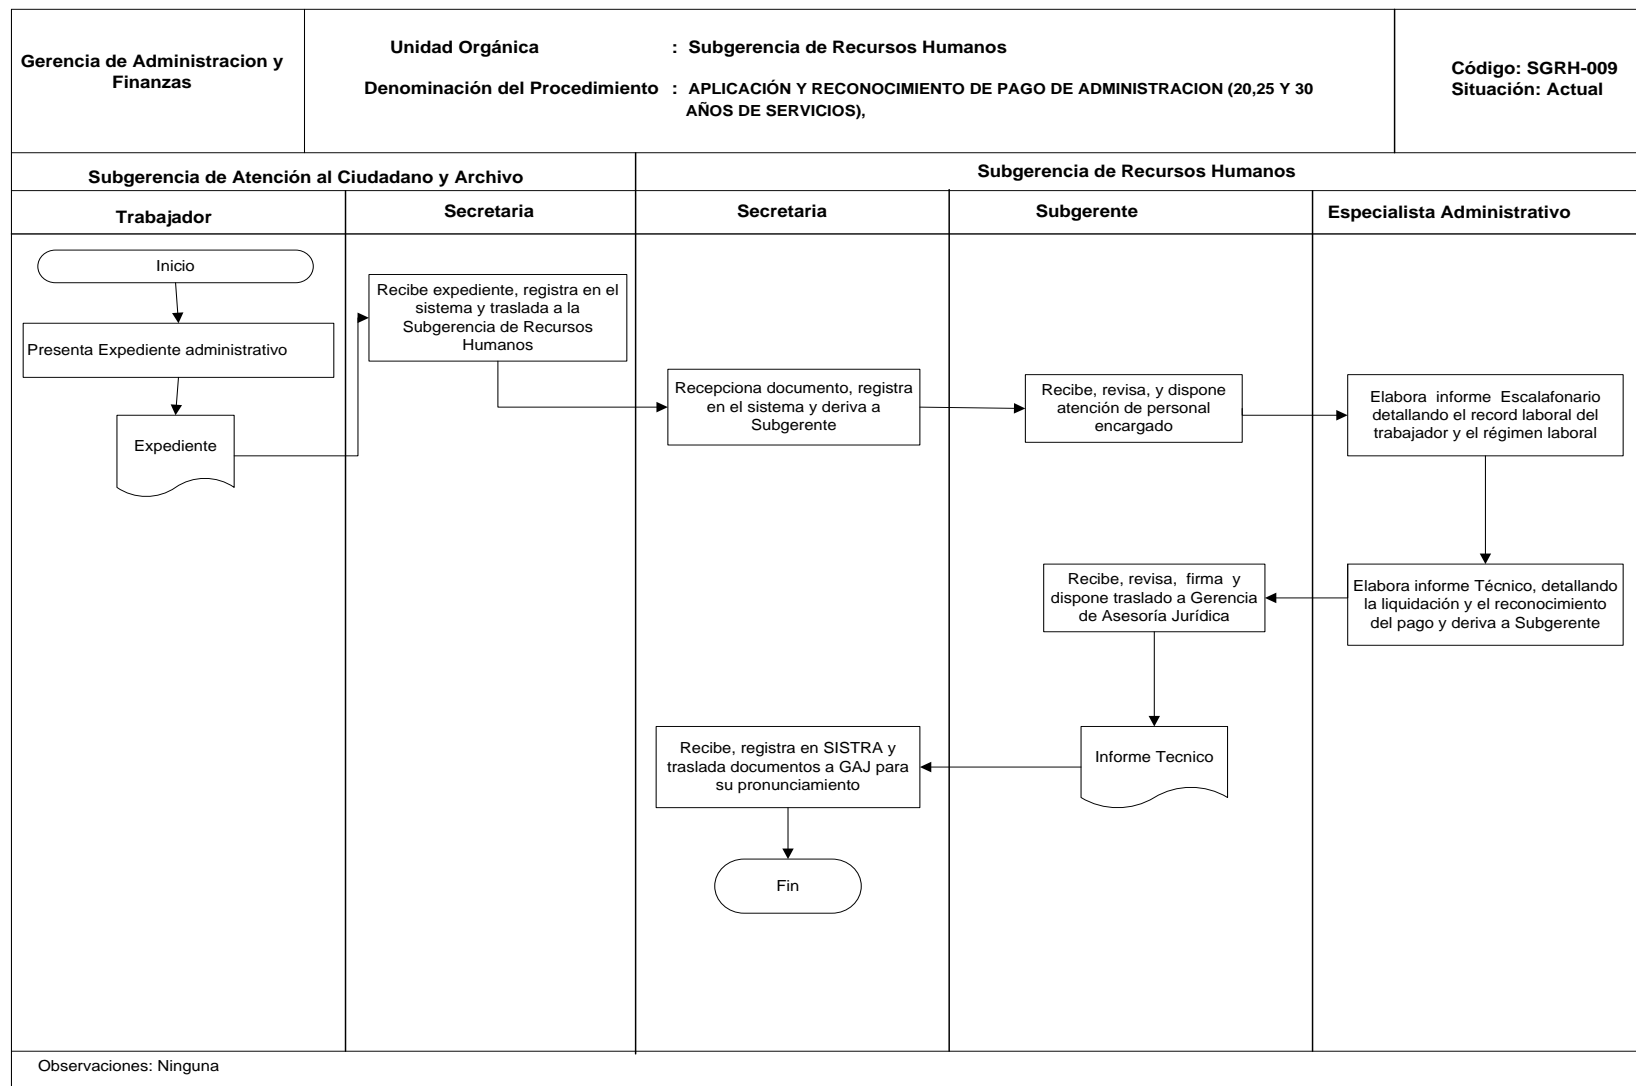 Gerencia de Administracion y
Finanzas
Unidad Orgánica : Subgerencia de Recursos Humanos
Denominación del Procedimiento : APLICACIÓN Y RECONOCIMIENTO DE PAGO DE ADMINISTRACION (20,25 Y 30
AÑOS DE SERVICIOS),
Código: SGRH-009
Situación: Actual
Subgerencia de Atención al Ciudadano y Archivo
Subgerencia de Recursos Humanos
Trabajador
Secretaria
Secretaria
Subgerente
Especialista Administrativo
Inicio
Presenta Expediente administrativo
Expediente
Recibe expediente, registra en el
sistema y traslada a la
Subgerencia de Recursos
Humanos
Recepciona documento, registra
en el sistema y deriva a
Subgerente
Recibe, revisa, y dispone
atención de personal
encargado
Elabora informe Escalafonario
detallando el record laboral del
trabajador y el régimen laboral
Elabora informe Técnico, detallando
la liquidación y el reconocimiento
del pago y deriva a Subgerente
Recibe, revisa, firma y
dispone traslado a Gerencia
de Asesoría Jurídica
Informe Tecnico
Recibe, registra en SISTRA y
traslada documentos a GAJ para
su pronunciamiento
Fin
Observaciones: Ninguna